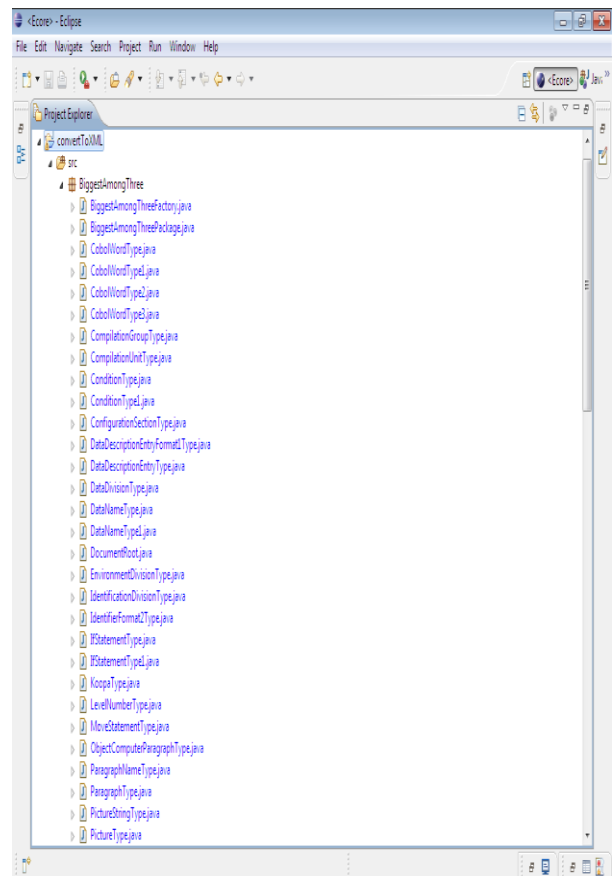 <Ecore> - Eclipse
File Edit Navigate Search Project Run Window Help
<Ecore> Jav: »
Project Explorer
convertToXML
src
BiggestAmongThree
BiggestAmongThreeFactory.java
BiggestAmongThreePackage.java
CobolWordType.java
CobolWordType1.java
CobolWordType2.java
CobolWordType3.java
CompilationGroupType.java
CompilationUnitType.java
ConditionType.java
ConditionType1.java
ConfigurationSectionType.java
DataDescriptionEntryFormat1Type.java
DataDescriptionEntryType.java
DataDivisionType.java
DataNameType.java
DataNameType1.java
DocumentRoot.java
EnvironmentDivisionType.java
IdentificationDivisionType.java
IdentifierFormat2Type.java
IfStatementType.java
IfStatementType1.java
KoopaType.java
LevelNumberType.java
MoveStatementType.java
ObjectComputerParagraphType.java
ParagraphNameType.java
ParagraphType.java
PictureStringType.java
PictureType.java